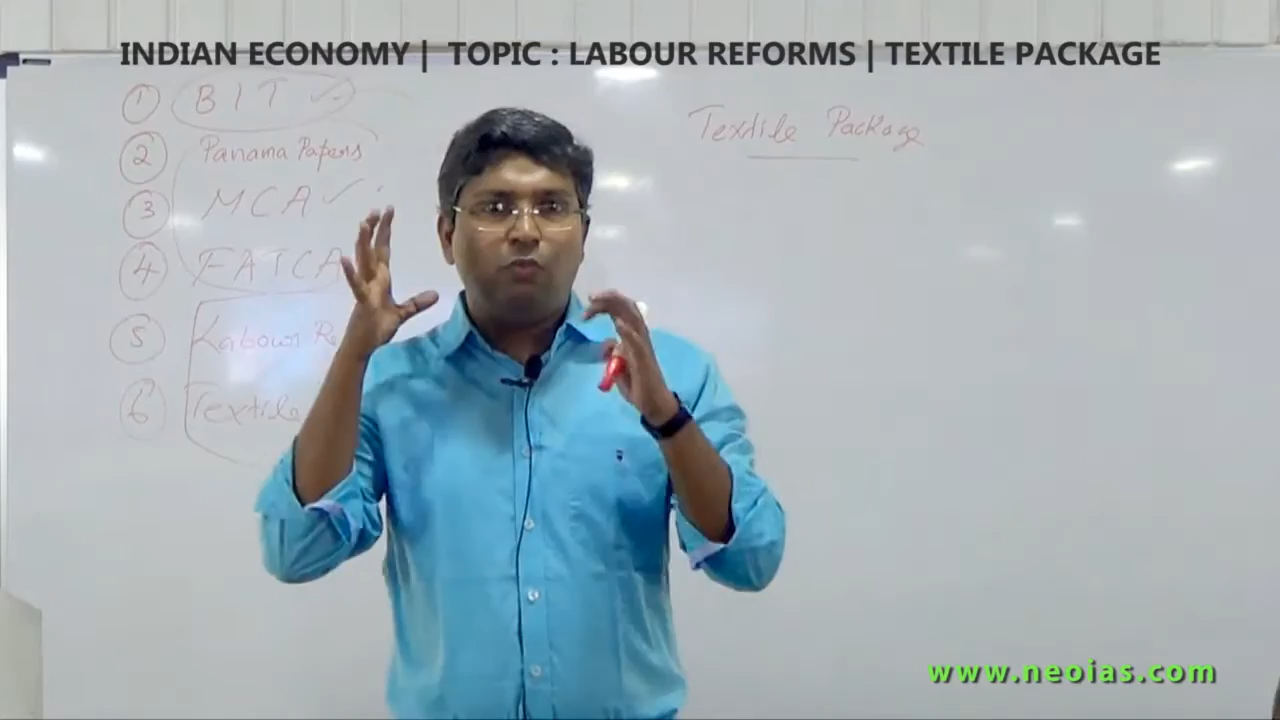 INDIAN ECONOMY | TOPIC : LABOUR REFORMS | TEXTILE PACKAGE
1 BIT
2 Panama Papers
3 MCA
4 FATCA
5 Labour Re
6 Textile
Textile Package
www.neoias.com